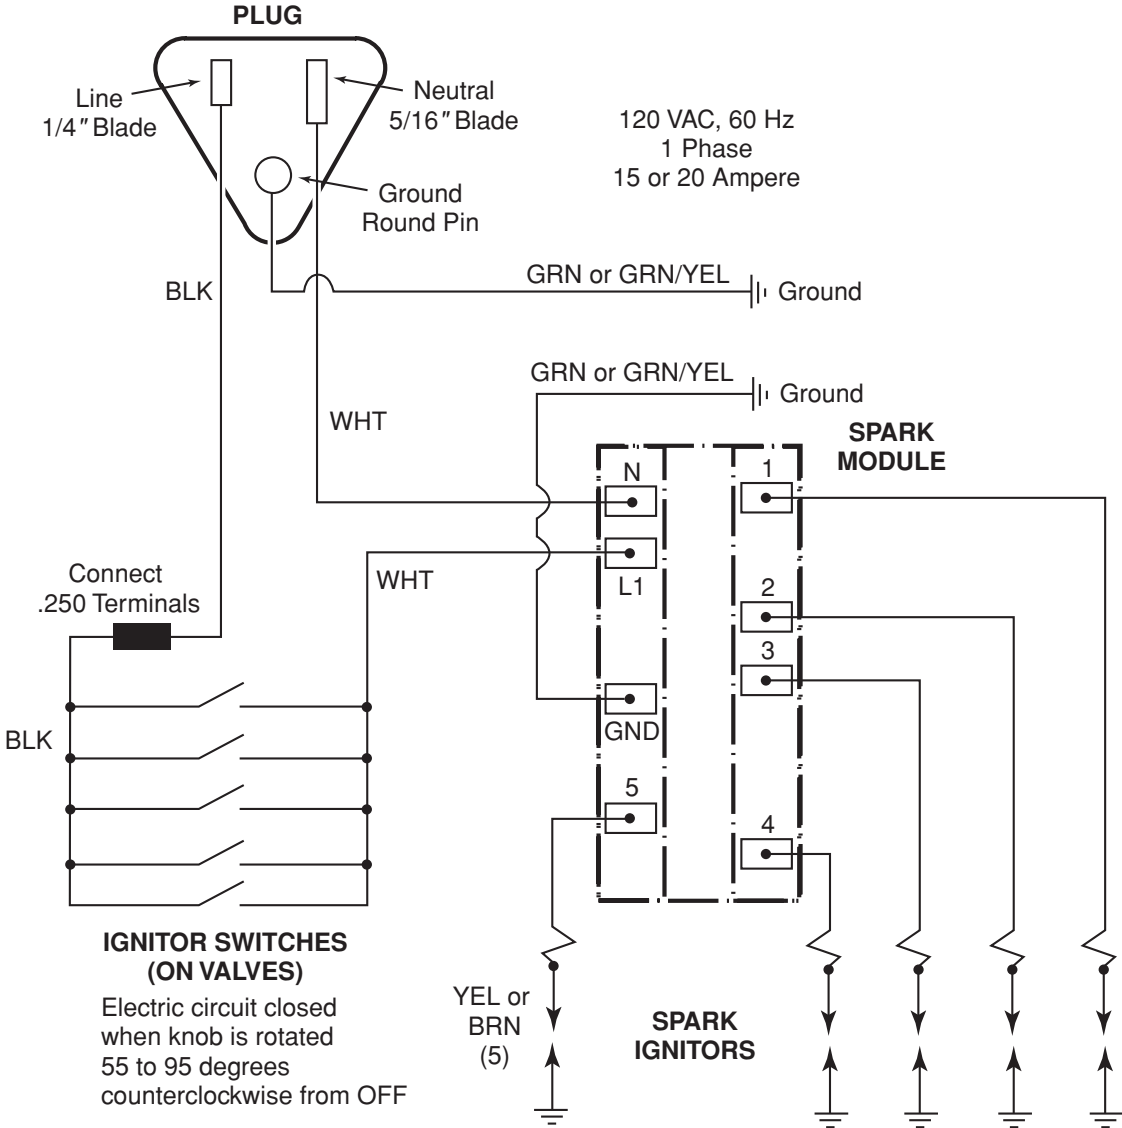 PLUG
Line
1/4" Blade
Neutral
5/16" Blade
120 VAC, 60 Hz
1 Phase
15 or 20 Ampere
Ground
Round Pin
BLK
GRN or GRN/YEL
Ground
GRN or GRN/YEL
Ground
WHT
SPARK
MODULE
N
1
L1
WHT
Connect
.250 Terminals
2
3
GND
BLK
5
4
IGNITOR SWITCHES
(ON VALVES)
Electric circuit closed
when knob is rotated
55 to 95 degrees
counterclockwise from OFF
YEL or
BRN
(5)
SPARK
IGNITORS